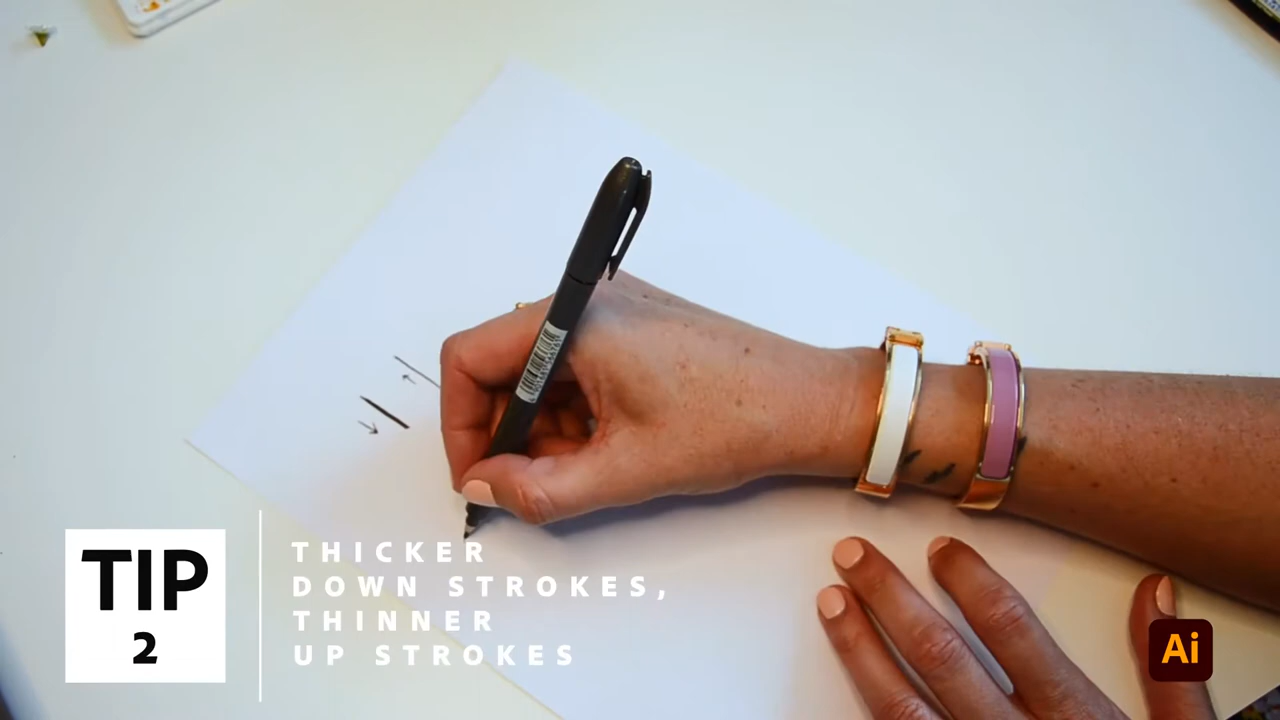 TIP
2
THICKER
DOWN STROKES,
THINNER
UP STROKES
Ai